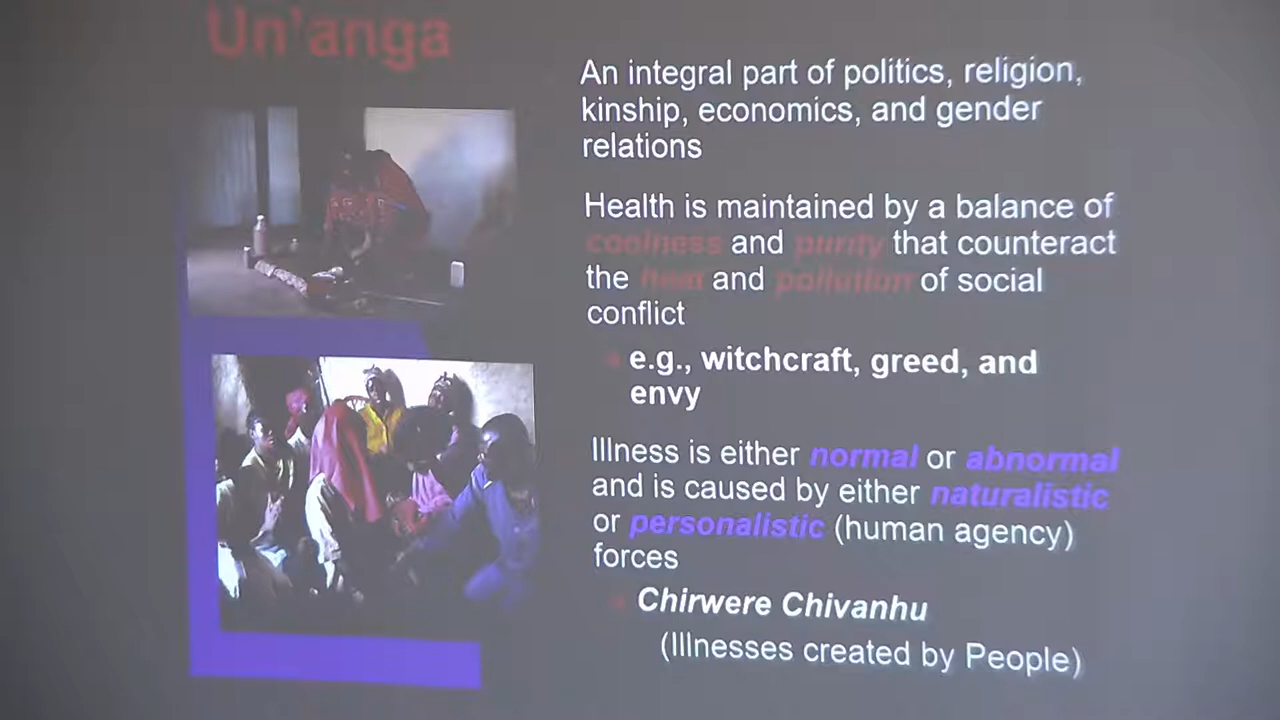 Un'anga
An integral part of politics, religion,
kinship, economics, and gender
relations
Health is maintained by a balance of
coolness and purity that counteract
the heat and pollution of social
conflict
e.g., witchcraft, greed, and
envy
Illness is either normal or abnormal
and is caused by either naturalistic
or personalistic (human agency)
forces
Chirwere Chivanhu
(Illnesses created by People)